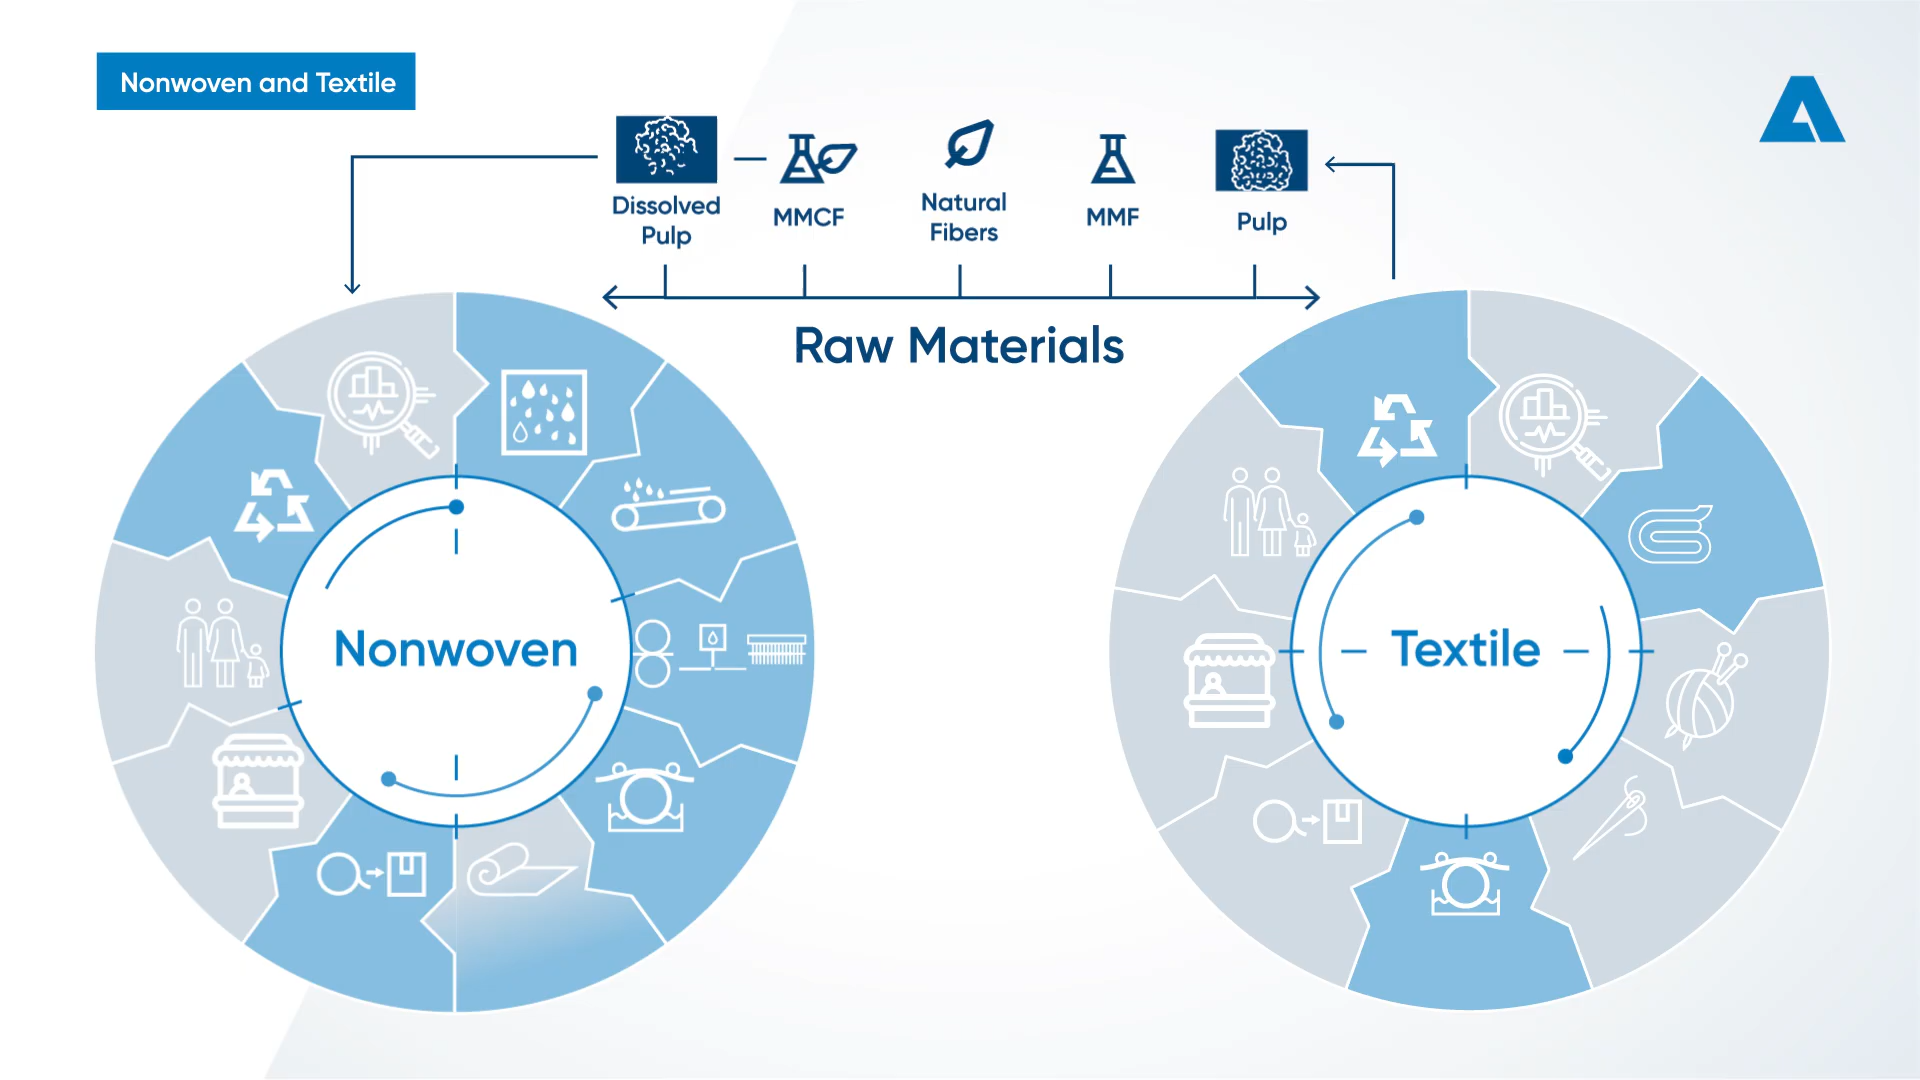 Nonwoven and Textile
Dissolved
Pulp
MMCF
Natural
Fibers
MMF
Pulp
Raw Materials
Nonwoven
Textile